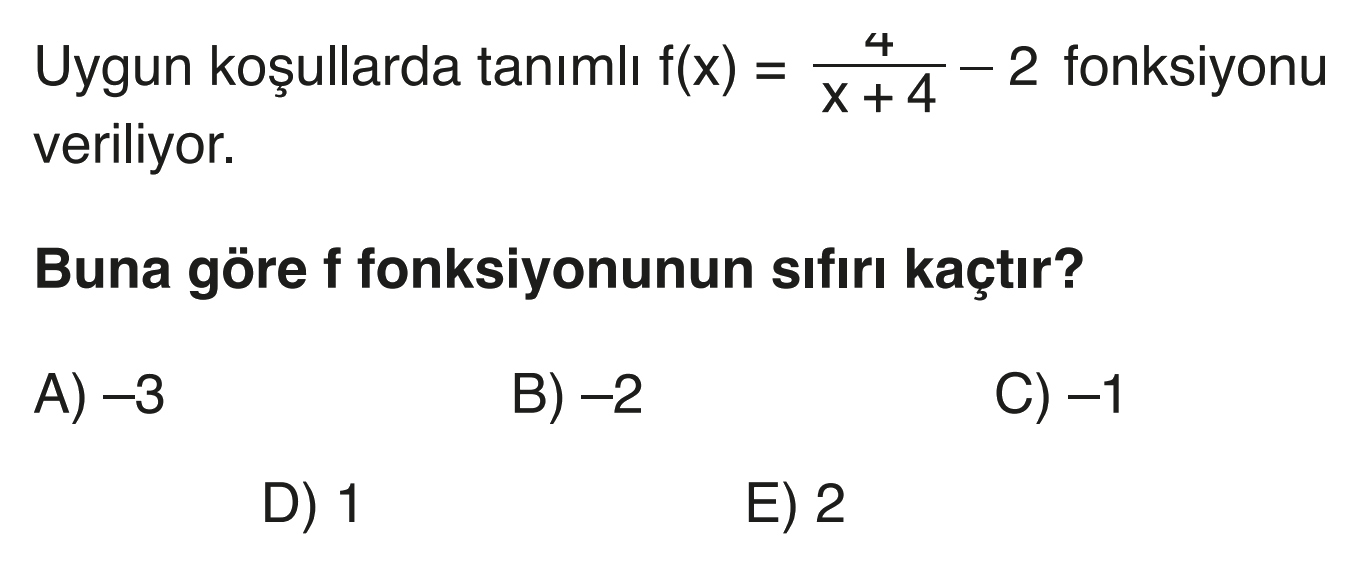 Uygun koşullarda tanımlı f(x) = 4/(x + 4) – 2 fonksiyonu
veriliyor.
Buna göre f fonksiyonunun sıfırı kaçtır?
A) –3 B) –2 C) –1
D) 1 E) 2